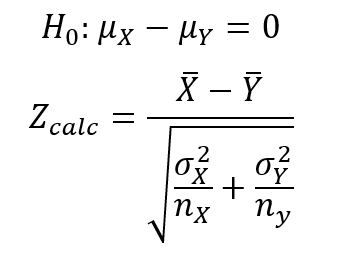 H₀: μ_X − μ_Y = 0
Z_calc = (X̄ − Ȳ) / √(σ_X²/n_X + σ_Y²/n_y)